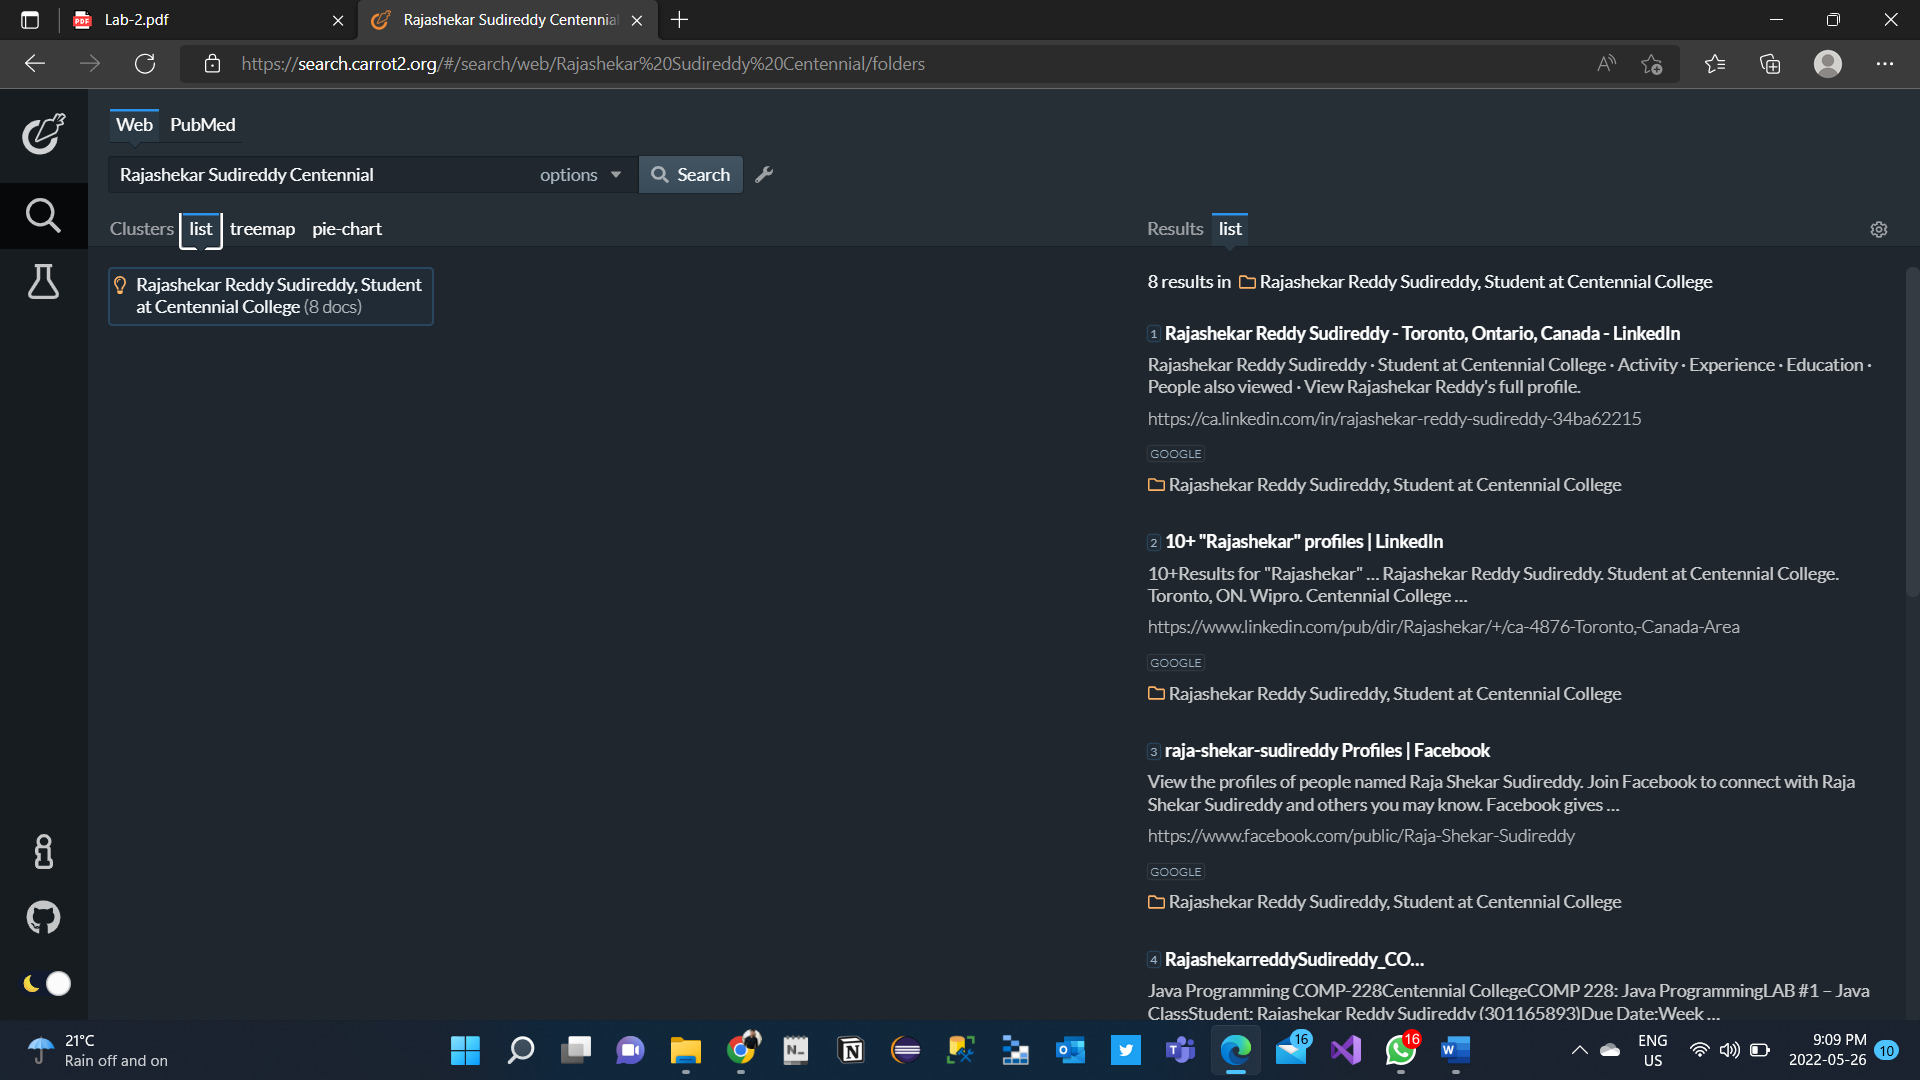 Lab-2.pdf
Rajashekar Sudireddy Centennial
https://search.carrot2.org/#/search/web/Rajashekar%20Sudireddy%20Centennial/folders
Web PubMed
Rajashekar Sudireddy Centennial options Search
Clusters list treemap pie-chart
Rajashekar Reddy Sudireddy, Student
at Centennial College (8 docs)
Results list
8 results in Rajashekar Reddy Sudireddy, Student at Centennial College
1 Rajashekar Reddy Sudireddy - Toronto, Ontario, Canada - LinkedIn
Rajashekar Reddy Sudireddy · Student at Centennial College · Activity · Experience · Education ·
People also viewed · View Rajashekar Reddy's full profile.
https://ca.linkedin.com/in/rajashekar-reddy-sudireddy-34ba62215
GOOGLE
Rajashekar Reddy Sudireddy, Student at Centennial College
2 10+ "Rajashekar" profiles | LinkedIn
10+Results for "Rajashekar" ... Rajashekar Reddy Sudireddy. Student at Centennial College.
Toronto, ON. Wipro. Centennial College ...
https://www.linkedin.com/pub/dir/Rajashekar/+/ca-4876-Toronto,-Canada-Area
GOOGLE
Rajashekar Reddy Sudireddy, Student at Centennial College
3 raja-shekar-sudireddy Profiles | Facebook
View the profiles of people named Raja Shekar Sudireddy. Join Facebook to connect with Raja
Shekar Sudireddy and others you may know. Facebook gives ...
https://www.facebook.com/public/Raja-Shekar-Sudireddy
GOOGLE
Rajashekar Reddy Sudireddy, Student at Centennial College
4 RajashekarreddySudireddy_CO...
Java Programming COMP-228Centennial CollegeCOMP 228: Java ProgrammingLAB #1 – Java
ClassStudent: Rajashekar Reddy Sudireddy (301165893)Due Date:Week ...
21°C
Rain off and on
16
16
ENG
US
9:09 PM
2022-05-26
10